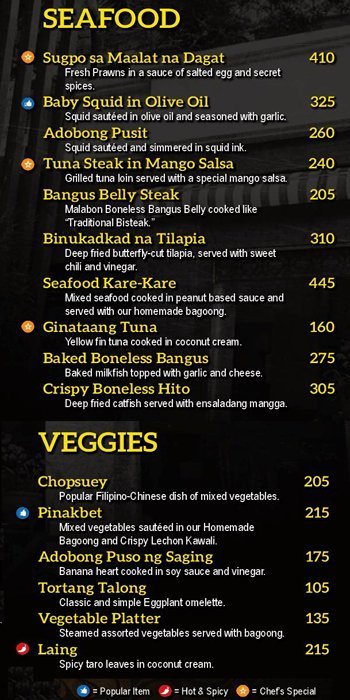 SEAFOOD
Sugpo sa Maalat na Dagat 410
Fresh Prawns in a sauce of salted egg and secret
spices.
Baby Squid in Olive Oil 325
Squid sautéed in olive oil and seasoned with garlic.
Adobong Pusit 260
Squid sautéed and simmered in squid ink.
Tuna Steak in Mango Salsa 240
Grilled tuna loin served with a special mango salsa.
Bangus Belly Steak 205
Malabon Boneless Bangus Belly cooked like
"Traditional Bisteak."
Binukadkad na Tilapia 310
Deep fried butterfly-cut tilapia, served with sweet
chili and vinegar.
Seafood Kare-Kare 445
Mixed seafood cooked in peanut based sauce and
served with our homemade bagoong.
Ginataang Tuna 160
Yellow fin tuna cooked in coconut cream.
Baked Boneless Bangus 275
Baked milkfish topped with garlic and cheese.
Crispy Boneless Hito 305
Deep fried catfish served with ensaladang mangga.
VEGGIES
Chopsuey 205
Popular Filipino-Chinese dish of mixed vegetables.
Pinakbet 215
Mixed vegetables sautéed in our Homemade
Bagoong and Crispy Lechon Kawali.
Adobong Puso ng Saging 175
Banana heart cooked in soy sauce and vinegar.
Tortang Talong 105
Classic and simple Eggplant omelette.
Vegetable Platter 135
Steamed assorted vegetables served with bagoong.
Laing 215
Spicy taro leaves in coconut cream.
= Popular Item = Hot & Spicy = Chef's Special